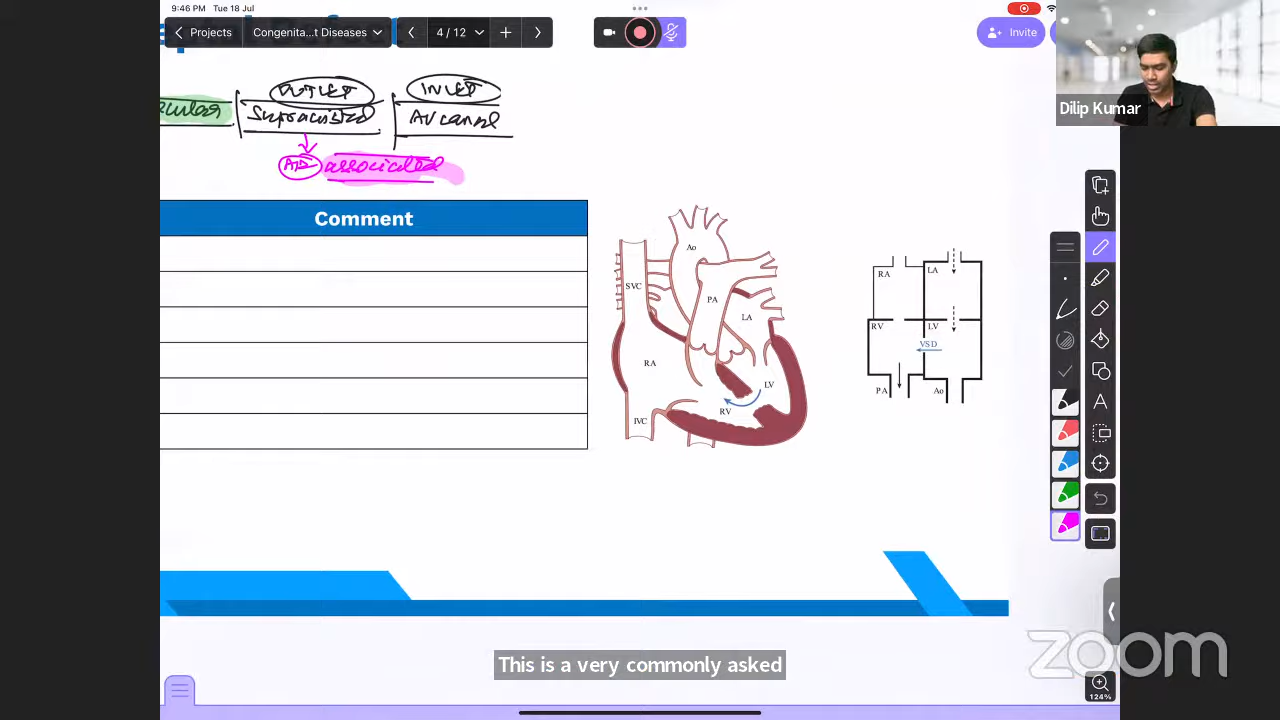 9:46 PM Tue 18 Jul
Projects
Congenita...t Diseases
4 / 12
Invite
Dilip Kumar
OUTLET
INLET
Supracristal
AV canal
associated
Comment
Ao
SVC
PA
LA
RA
LV
RV
IVC
RA
LA
RV
LV
VSD
PA
Ao
A
This is a very commonly asked
zoom
124%